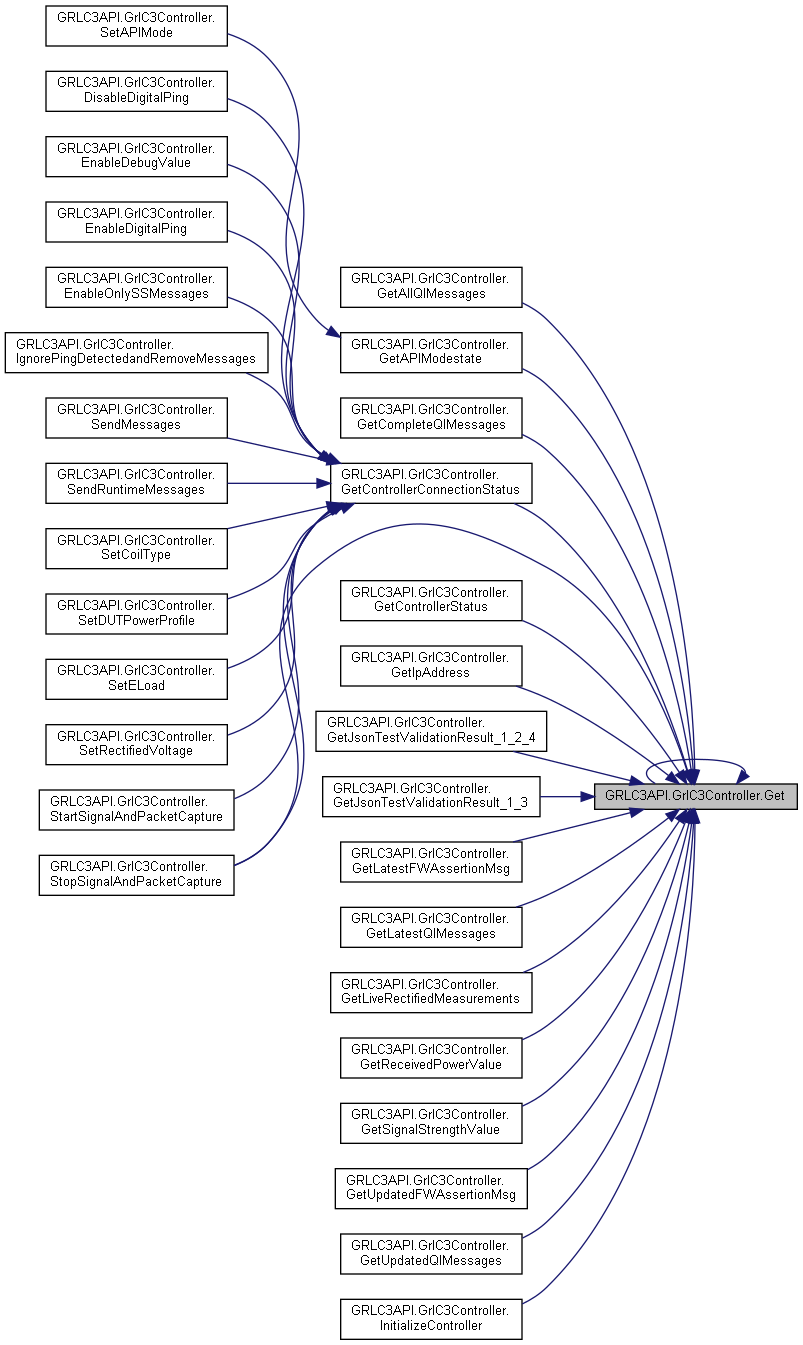 GRLC3API.GrlC3Controller.
SetAPIMode
GRLC3API.GrlC3Controller.
DisableDigitalPing
GRLC3API.GrlC3Controller.
EnableDebugValue
GRLC3API.GrlC3Controller.
EnableDigitalPing
GRLC3API.GrlC3Controller.
EnableOnlySSMessages
GRLC3API.GrlC3Controller.
IgnorePingDetectedandRemoveMessages
GRLC3API.GrlC3Controller.
SendMessages
GRLC3API.GrlC3Controller.
SendRuntimeMessages
GRLC3API.GrlC3Controller.
SetCoilType
GRLC3API.GrlC3Controller.
SetDUTPowerProfile
GRLC3API.GrlC3Controller.
SetELoad
GRLC3API.GrlC3Controller.
SetRectifiedVoltage
GRLC3API.GrlC3Controller.
StartSignalAndPacketCapture
GRLC3API.GrlC3Controller.
StopSignalAndPacketCapture
GRLC3API.GrlC3Controller.
GetAllQIMessages
GRLC3API.GrlC3Controller.
GetAPIModestate
GRLC3API.GrlC3Controller.
GetCompleteQIMessages
GRLC3API.GrlC3Controller.
GetControllerConnectionStatus
GRLC3API.GrlC3Controller.
GetControllerStatus
GRLC3API.GrlC3Controller.
GetIpAddress
GRLC3API.GrlC3Controller.
GetJsonTestValidationResult_1_2_4
GRLC3API.GrlC3Controller.
GetJsonTestValidationResult_1_3
GRLC3API.GrlC3Controller.
GetLatestFWAssertionMsg
GRLC3API.GrlC3Controller.
GetLatestQIMessages
GRLC3API.GrlC3Controller.
GetLiveRectifiedMeasurements
GRLC3API.GrlC3Controller.
GetReceivedPowerValue
GRLC3API.GrlC3Controller.
GetSignalStrengthValue
GRLC3API.GrlC3Controller.
GetUpdatedFWAssertionMsg
GRLC3API.GrlC3Controller.
GetUpdatedQIMessages
GRLC3API.GrlC3Controller.
InitializeController
GRLC3API.GrlC3Controller.Get